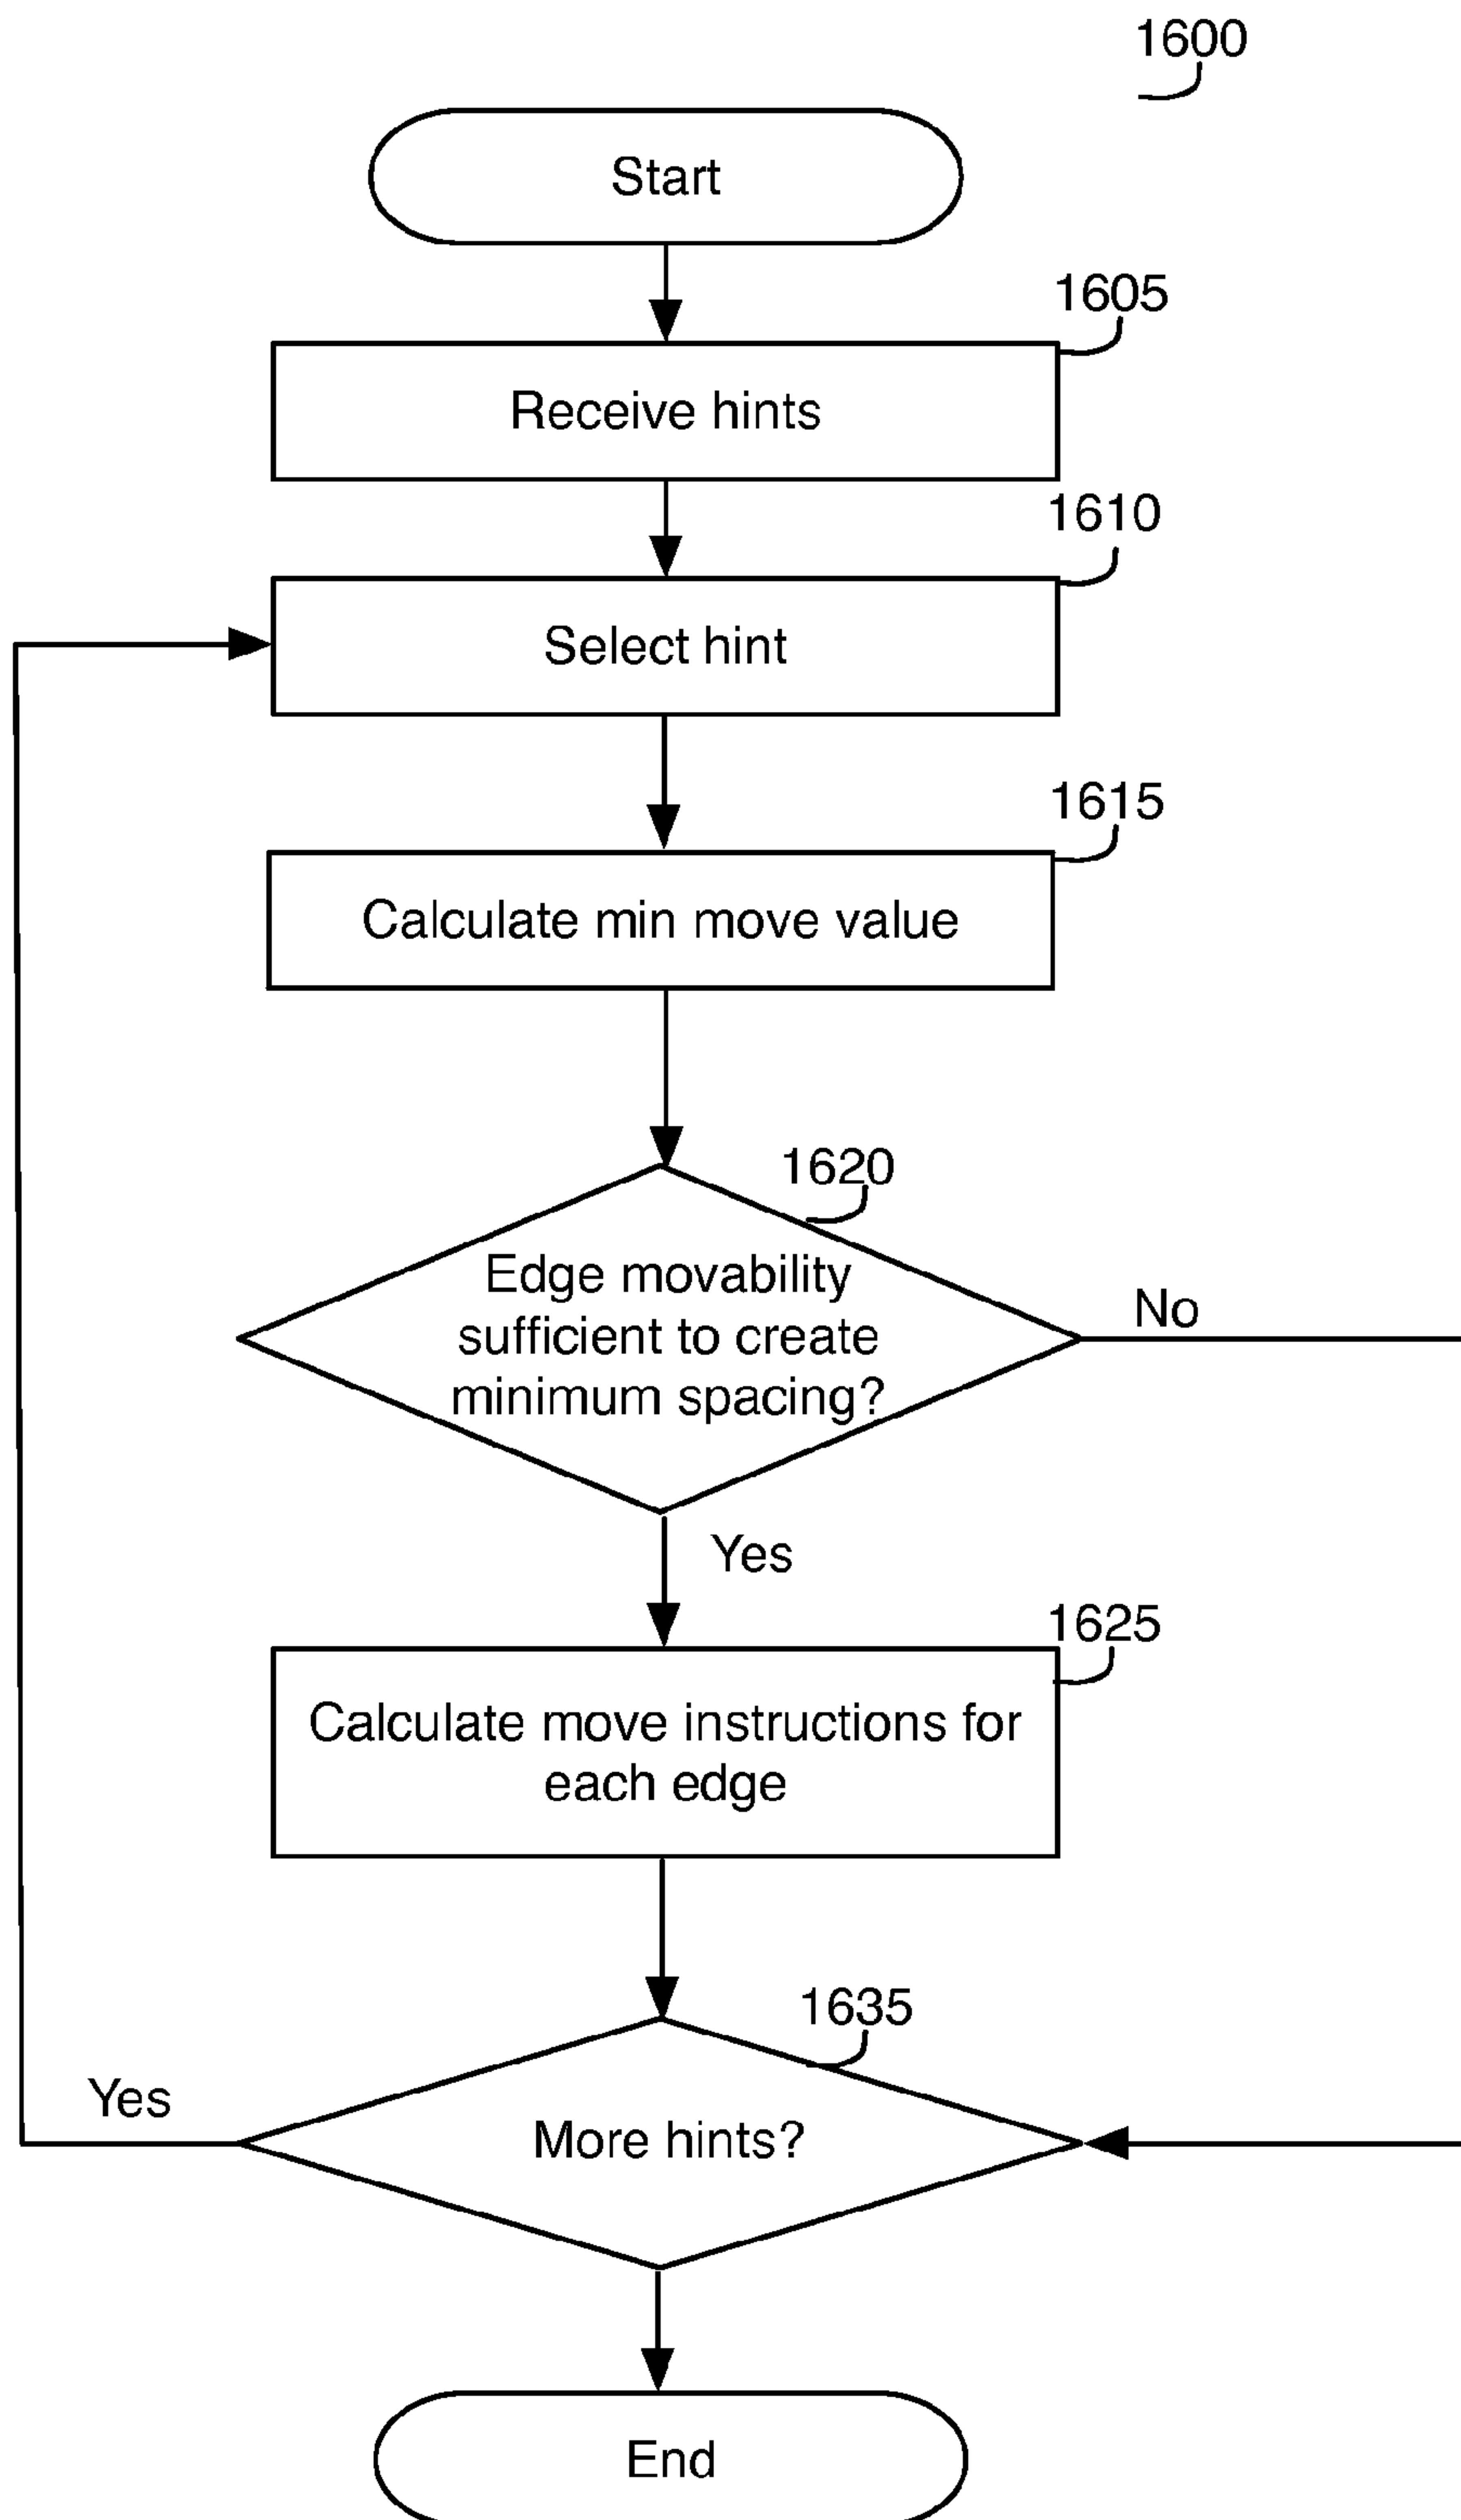 1600
Start
1605
Receive hints
1610
Select hint
1615
Calculate min move value
1620
Edge movability
sufficient to create
minimum spacing?
No
Yes
1625
Calculate move instructions for
each edge
1635
Yes
More hints?
End